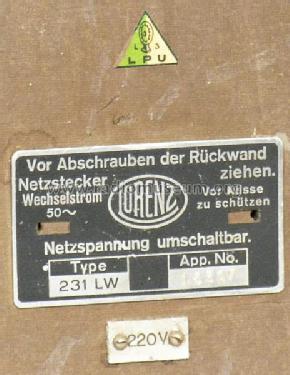 L 3
L P U
Vor Abschrauben der Rückwand
Netzstecker ziehen.
Wechselstrom LORENZ Vor Nässe
50~ zu schützen
Netzspannung umschaltbar.
Type App. No.
231 LW
220V